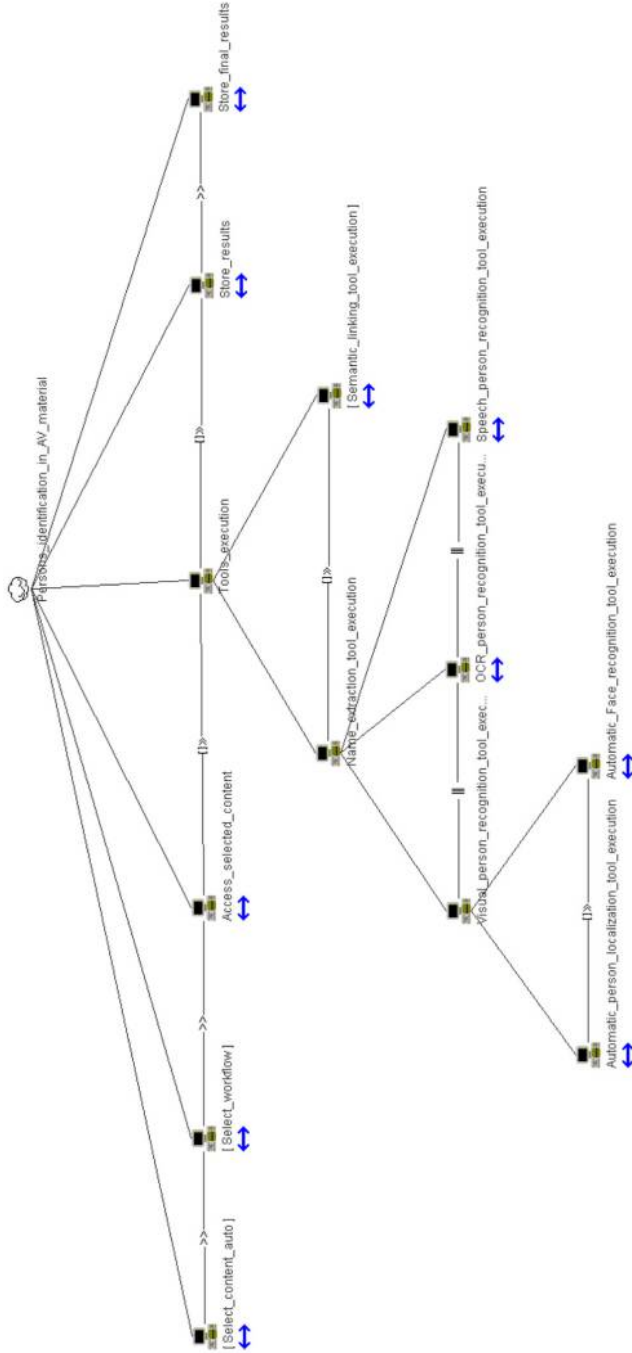 Persons_identification_in_AV_material
[ Select_content_auto ]
>>
[ Select_workflow ]
>>
Access_selected_content
[]>>
Tools_execution
[]>>
Store_results
>>
Store_final_results
Name_extraction_tool_execution
[]>>
[ Semantic_linking_tool_execution ]
Visual_person_recognition_tool_exec...
|||
OCR_person_recognition_tool_execu...
|||
Speech_person_recognition_tool_execution
Automatic_person_localization_tool_execution
[]>>
Automatic_Face_recognition_tool_execution